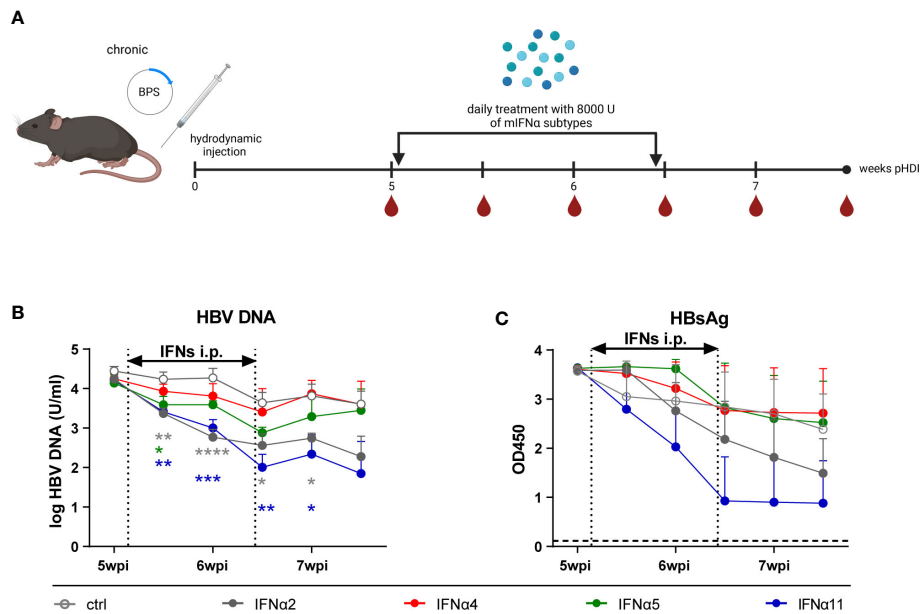 A
chronic
BPS
hydrodynamic
injection
daily treatment with 8000 U
of mIFNα subtypes
0
5
6
7
weeks pHDI
B
HBV DNA
IFNs i.p.
log HBV DNA (U/ml)
5
4
3
2
1
0
**
*
**
****
***
*
**
*
*
5wpi
6wpi
7wpi
C
HBsAg
IFNs i.p.
OD450
4
3
2
1
0
5wpi
6wpi
7wpi
ctrl
IFNα2
IFNα4
IFNα5
IFNα11